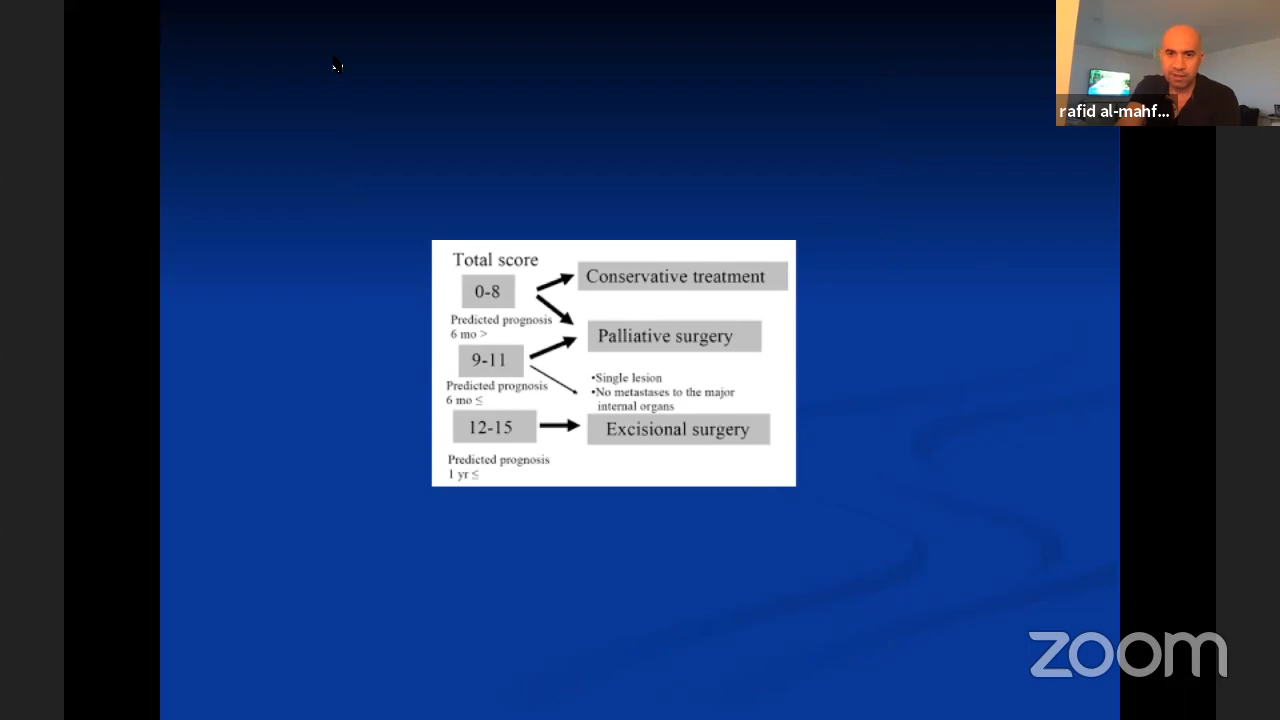 rafid al-mahf...
Total score
0-8
Conservative treatment
Predicted prognosis
6 mo >
Palliative surgery
9-11
Predicted prognosis
6 mo ≤
•Single lesion
•No metastases to the major
internal organs
12-15
Excisional surgery
Predicted prognosis
1 yr ≤
zoom